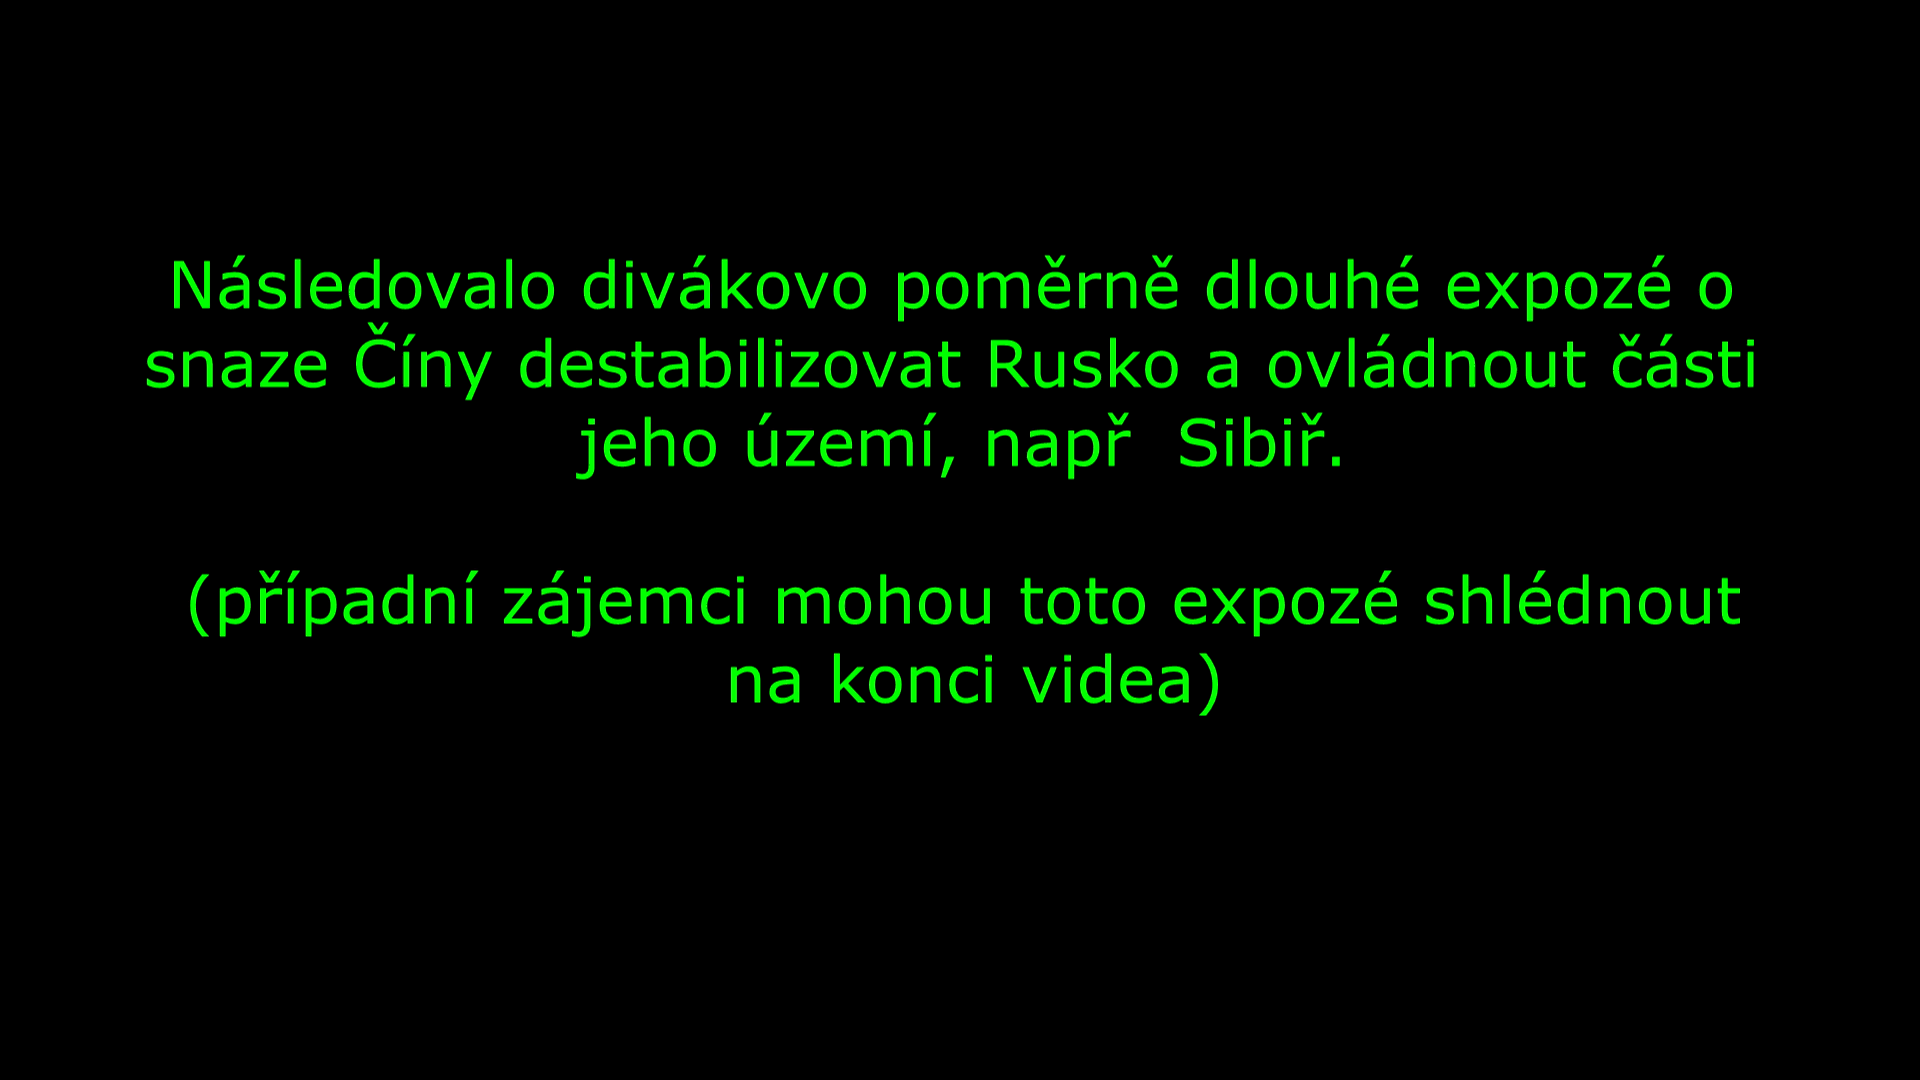 Následovalo divákovo poměrně dlouhé expozé o
snaze Číny destabilizovat Rusko a ovládnout části
jeho území, např  Sibiř.
(případní zájemci mohou toto expozé shlédnout
na konci videa)